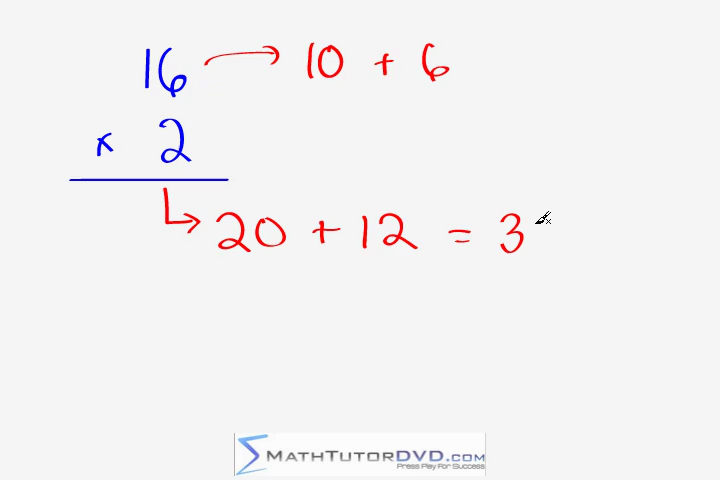 16 → 10 + 6
× 2
↳ 20 + 12 = 3
MATHTUTORDVD.COM
Press Play For Success